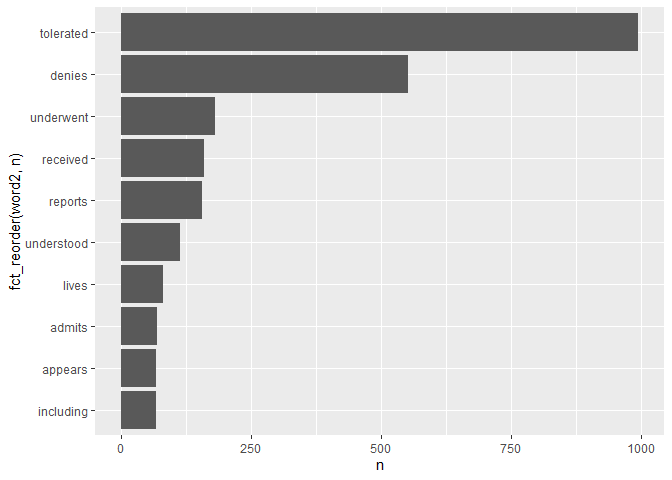 tolerated
denies
underwent
received
reports
understood
lives
admits
appears
including
fct_reorder(word2, n)
0 250 500 750 1000
n